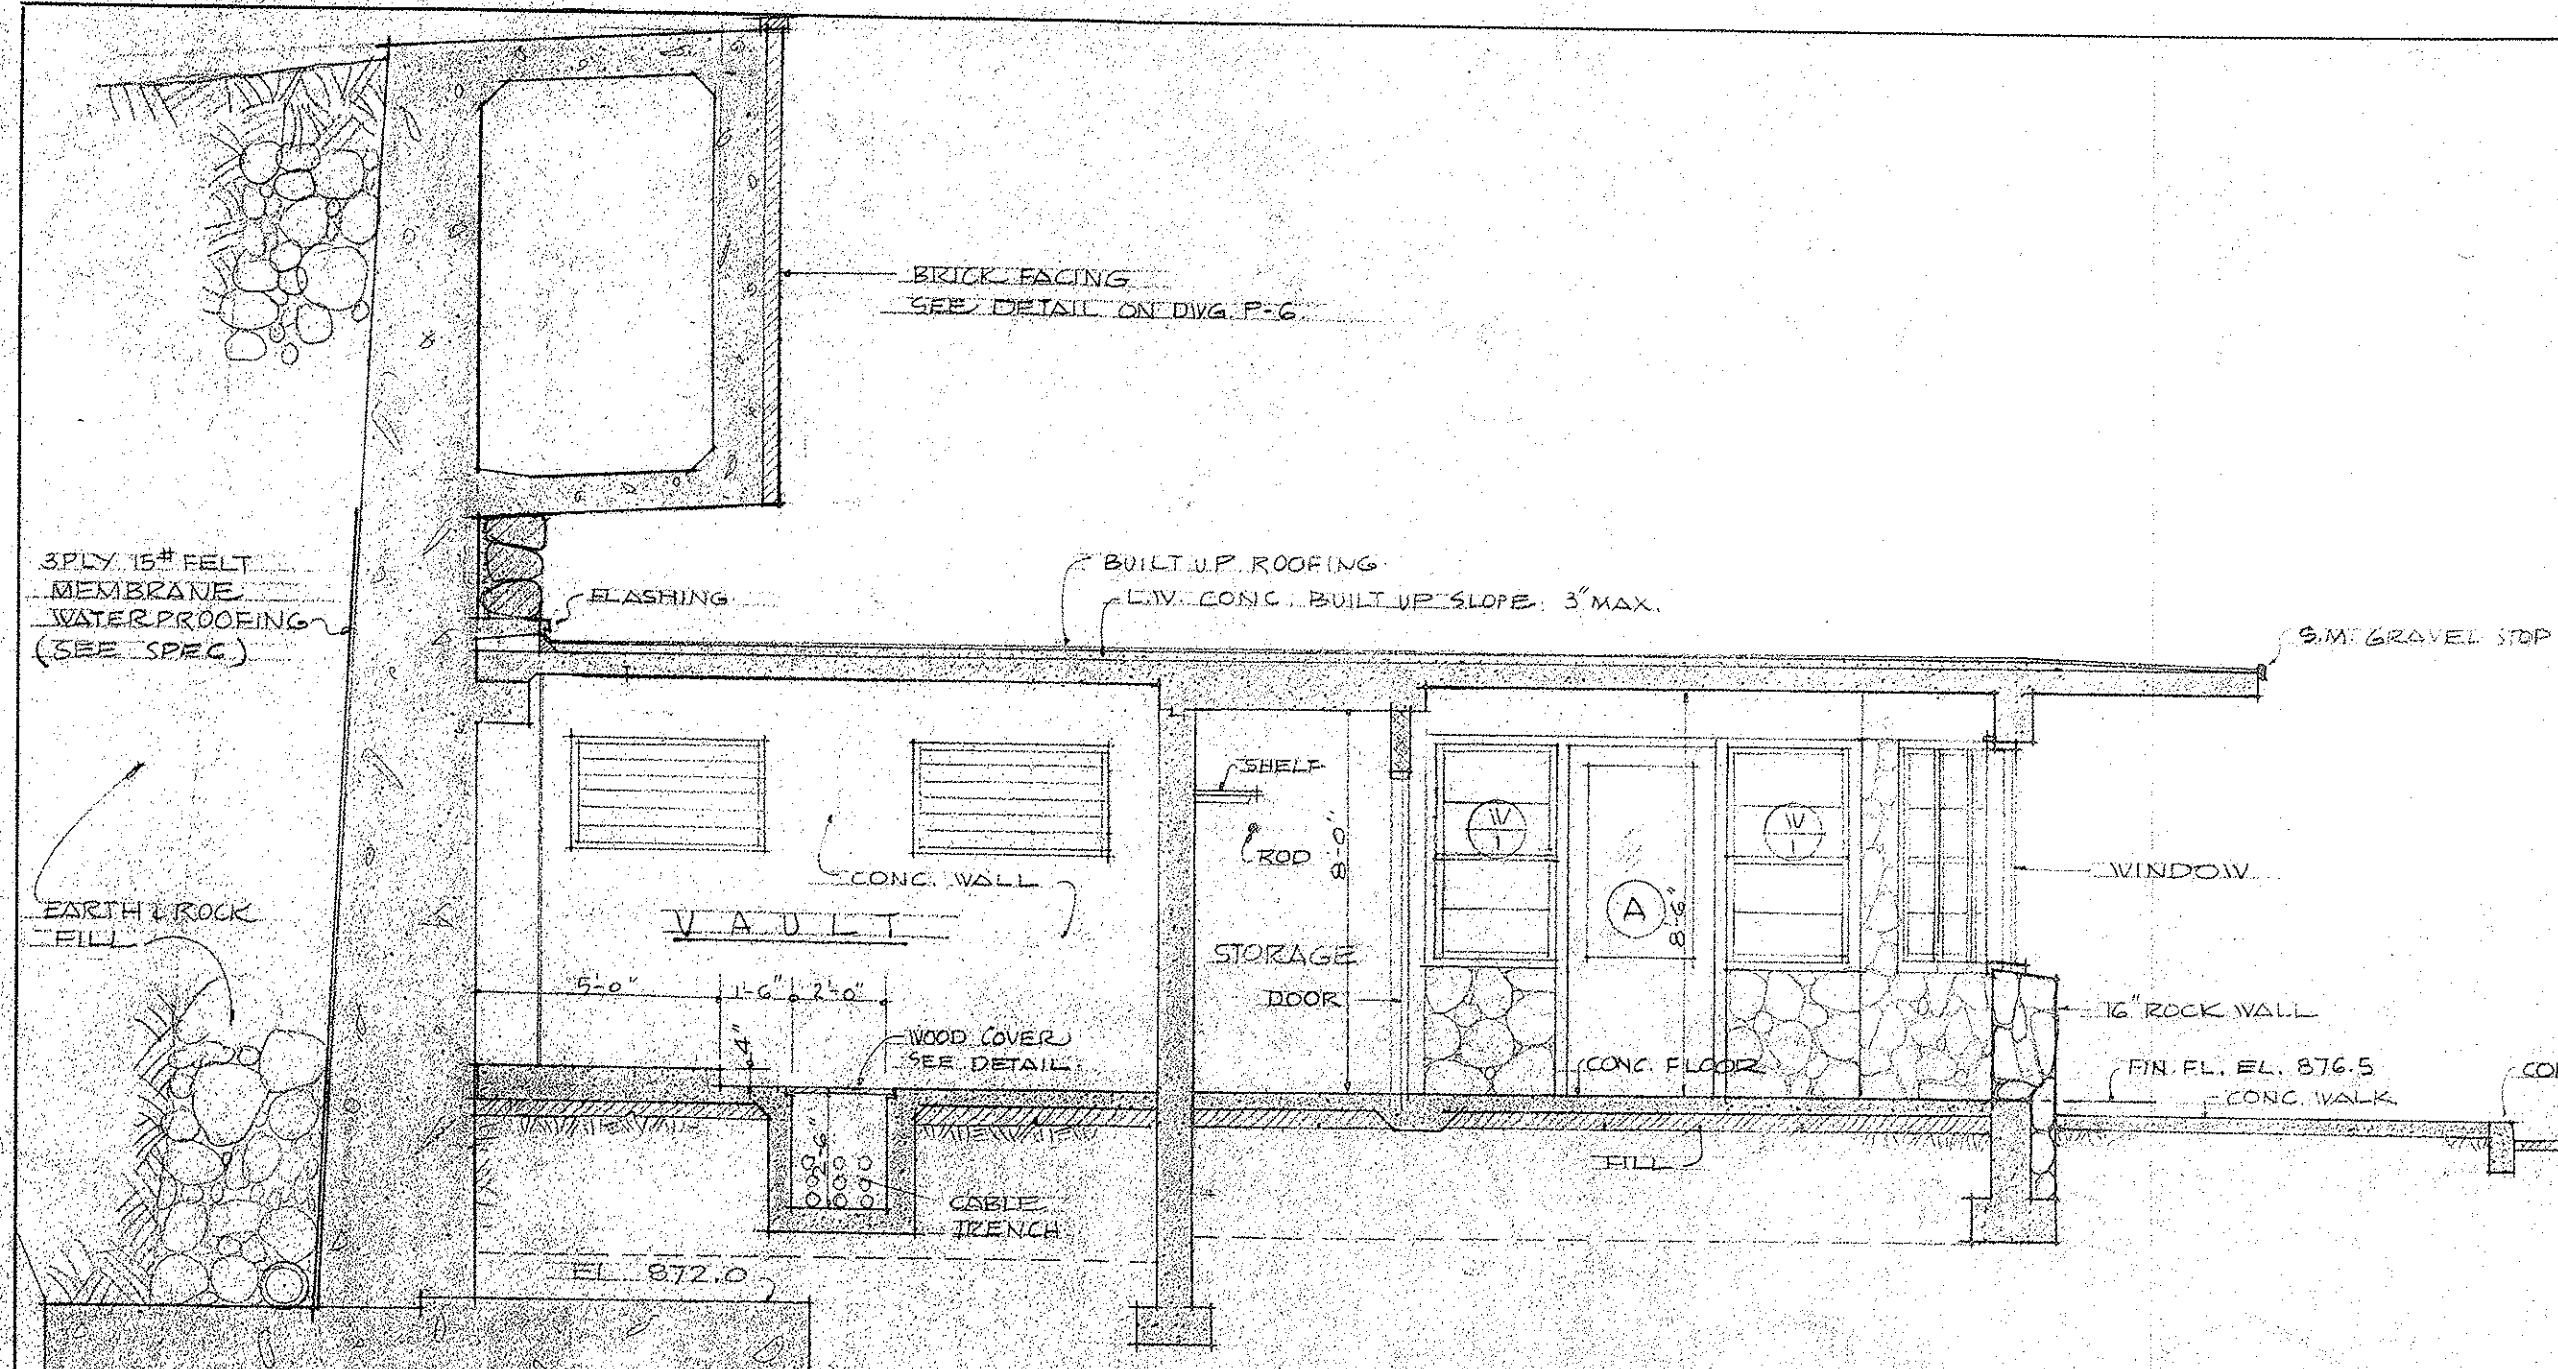 BRICK FACING
SEE DETAIL ON DWG. P-6.
3PLY 15# FELT
MEMBRANE
WATERPROOFING
(SEE SPEC.)
FLASHING
BUILT UP ROOFING
L.W. CONC. BUILT UP SLOPE. 3" MAX.
S.M. GRAVEL STOP
SHELF
ROD
8'-0"
W
1
W
1
A
8'-6"
WINDOW
CONC. WALL
VAULT
EARTH & ROCK
FILL
STORAGE
DOOR
5'-0"
1'-6"
2'-0"
4"
WOOD COVER
SEE DETAIL.
CONC. FLOOR
16" ROCK WALL
FIN. FL. EL. 876.5
CONC. WALK
2'-6"
FILL
CABLE
TRENCH
EL. 872.0